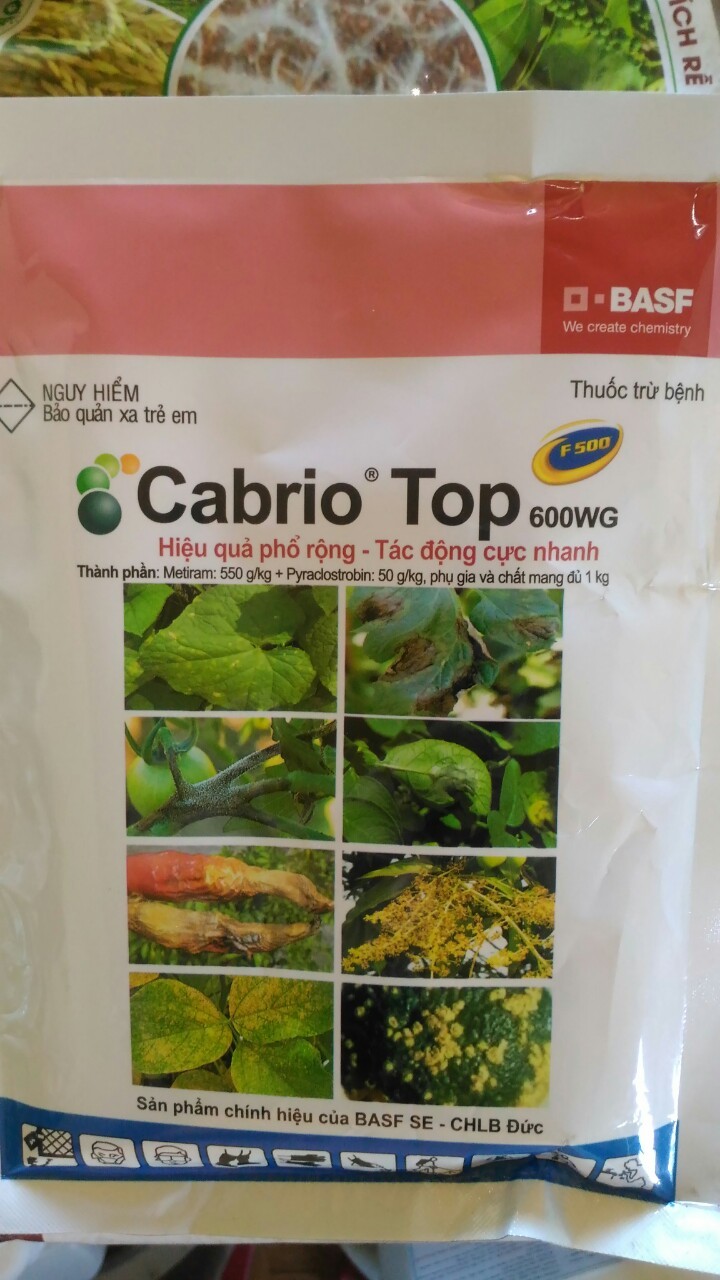 ÍCH RỄ
BASF
We create chemistry
NGUY HIỂM
Bảo quản xa trẻ em
Thuốc trừ bệnh
F 500
Cabrio® Top 600WG
Hiệu quả phổ rộng - Tác động cực nhanh
Thành phần: Metiram: 550 g/kg + Pyraclostrobin: 50 g/kg, phụ gia và chất mang đủ 1 kg
Sản phẩm chính hiệu của BASF SE - CHLB Đức